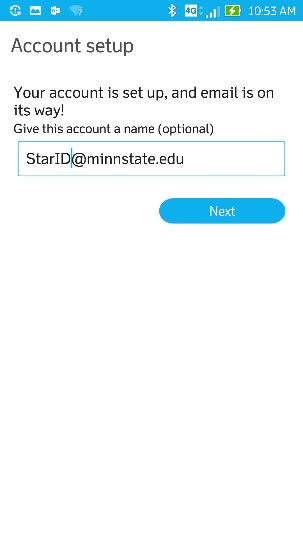 4G 10:53 AM
Account setup
Your account is set up, and email is on
its way!
Give this account a name (optional)
StarID@minnstate.edu
Next